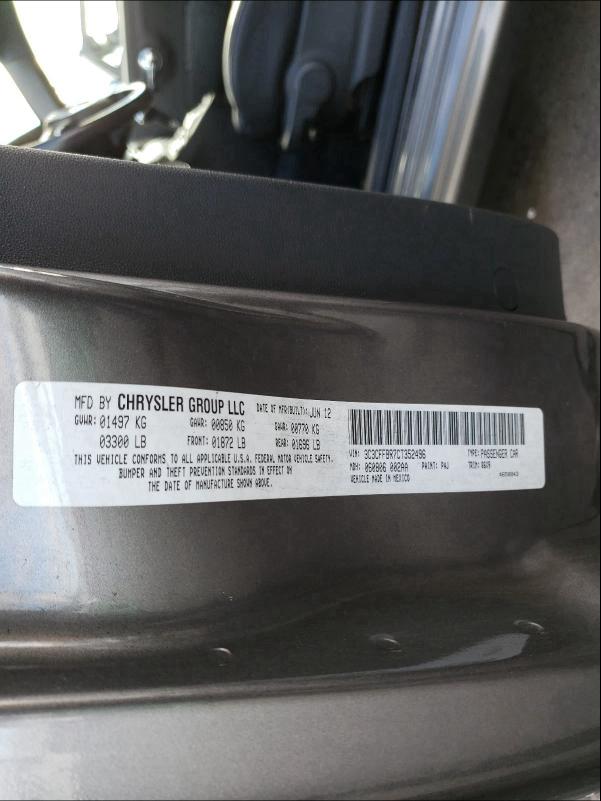 MFD BY CHRYSLER GROUP LLC DATE OF MFR(BUILT): JUN 12
GVWR: 01497 KG GAWR: 00850 KG GAWR: 00770 KG
03300 LB FRONT: 01872 LB REAR: 01696 LB
THIS VEHICLE CONFORMS TO ALL APPLICABLE U.S.A. FEDERAL MOTOR VEHICLE SAFETY,
BUMPER AND THEFT PREVENTION STANDARDS IN EFFECT ON
THE DATE OF MANUFACTURE SHOWN ABOVE.
VIN: 3C3CFFBR7CT352496 TYPE: PASSENGER CAR
MDH: 060806 002AA PAINT: PAJ TRIM:
VEHICLE MADE IN MEXICO